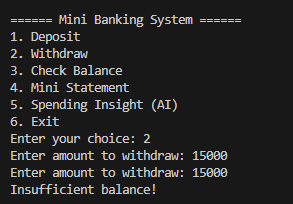 ====== Mini Banking System ======
1. Deposit
2. Withdraw
3. Check Balance
4. Mini Statement
5. Spending Insight (AI)
6. Exit
Enter your choice: 2
Enter amount to withdraw: 15000
Enter amount to withdraw: 15000
Insufficient balance!